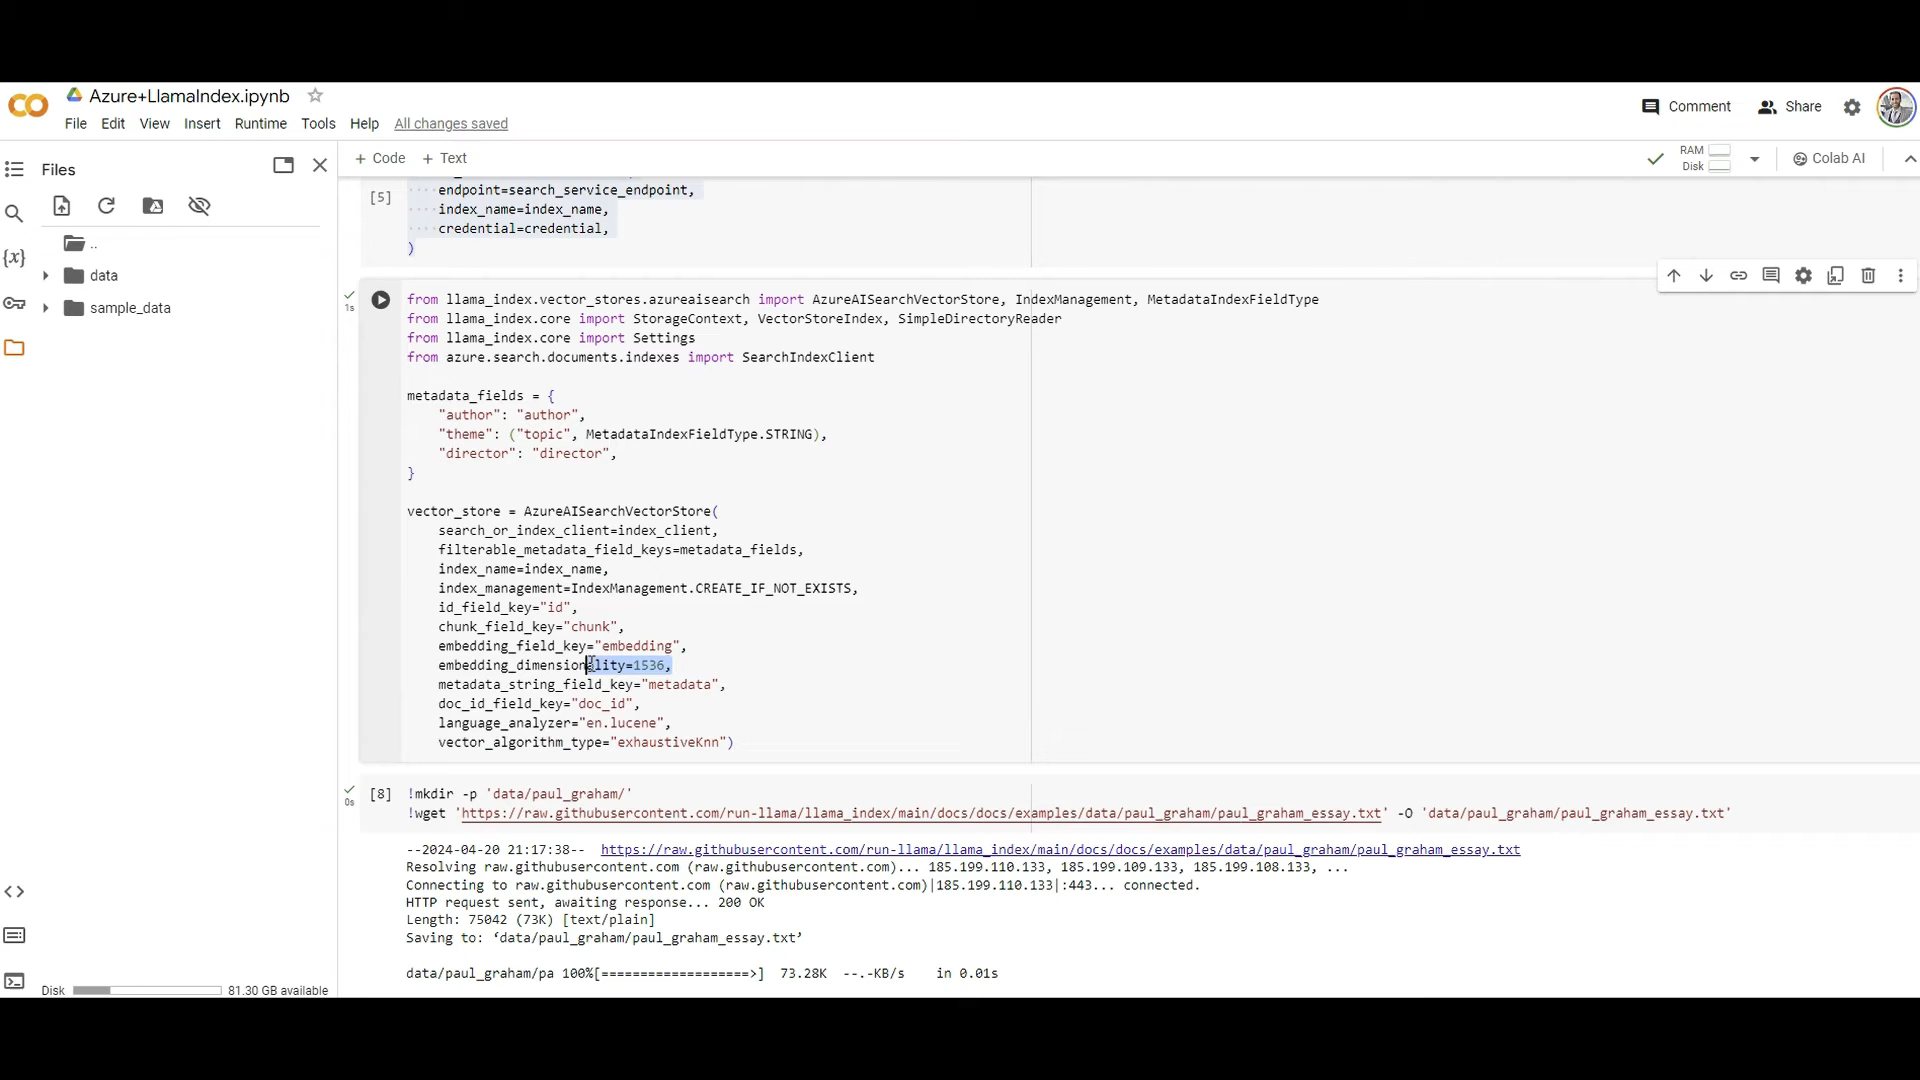 Azure+LlamaIndex.ipynb
Comment
Share
File Edit View Insert Runtime Tools Help All changes saved
Files
+ Code + Text
RAM
Disk
Colab AI
..
data
sample_data
[5]
endpoint=search_service_endpoint,
index_name=index_name,
credential=credential,
)
1s
from llama_index.vector_stores.azureaisearch import AzureAISearchVectorStore, IndexManagement, MetadataIndexFieldType
from llama_index.core import StorageContext, VectorStoreIndex, SimpleDirectoryReader
from llama_index.core import Settings
from azure.search.documents.indexes import SearchIndexClient
metadata_fields = {
"author": "author",
"theme": ("topic", MetadataIndexFieldType.STRING),
"director": "director",
}
vector_store = AzureAISearchVectorStore(
search_or_index_client=index_client,
filterable_metadata_field_keys=metadata_fields,
index_name=index_name,
index_management=IndexManagement.CREATE_IF_NOT_EXISTS,
id_field_key="id",
chunk_field_key="chunk",
embedding_field_key="embedding",
embedding_dimensionality=1536,
metadata_string_field_key="metadata",
doc_id_field_key="doc_id",
language_analyzer="en.lucene",
vector_algorithm_type="exhaustiveKnn")
0s
[8] !mkdir -p 'data/paul_graham/'
!wget 'https://raw.githubusercontent.com/run-llama/llama_index/main/docs/docs/examples/data/paul_graham/paul_graham_essay.txt' -O 'data/paul_graham/paul_graham_essay.txt'
--2024-04-20 21:17:38-- https://raw.githubusercontent.com/run-llama/llama_index/main/docs/docs/examples/data/paul_graham/paul_graham_essay.txt
Resolving raw.githubusercontent.com (raw.githubusercontent.com)... 185.199.110.133, 185.199.109.133, 185.199.108.133, ...
Connecting to raw.githubusercontent.com (raw.githubusercontent.com)|185.199.110.133|:443... connected.
HTTP request sent, awaiting response... 200 OK
Length: 75042 (73K) [text/plain]
Saving to: ‘data/paul_graham/paul_graham_essay.txt’
data/paul_graham/pa 100%[===================>] 73.28K --.-KB/s in 0.01s
Disk 81.30 GB available